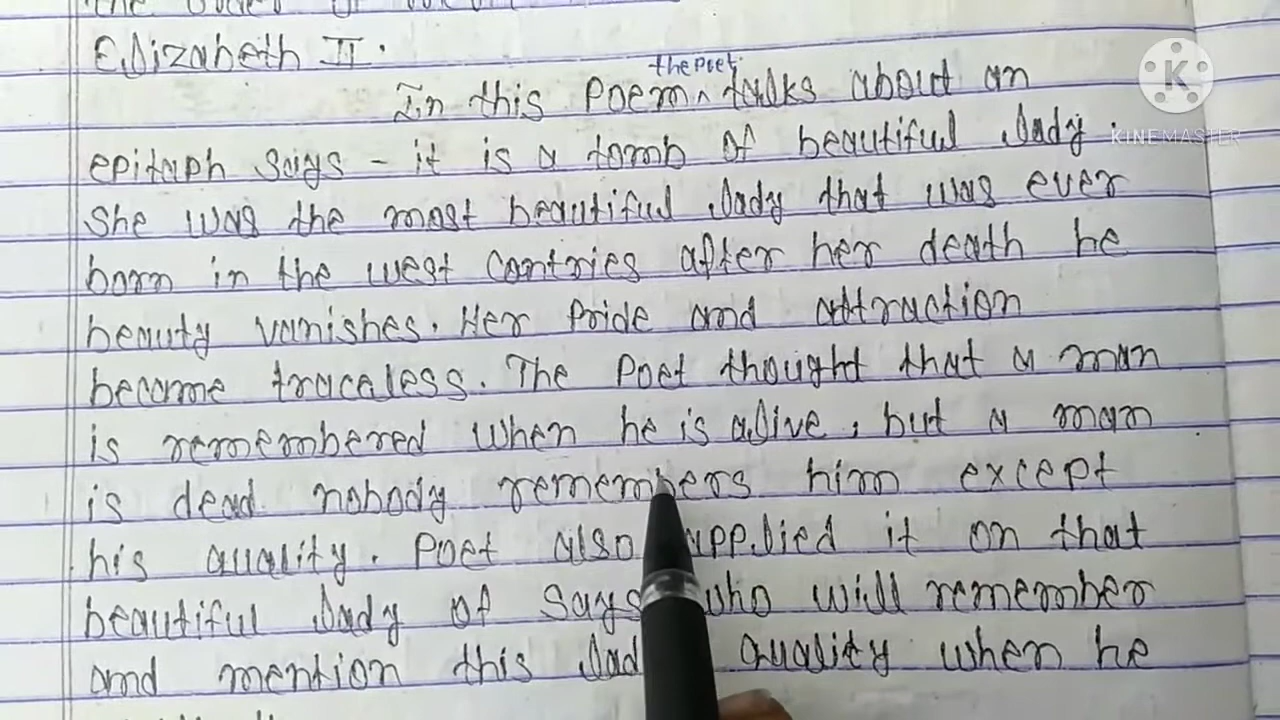 Elizabeth II.
the poet
In this Poem ^ talks about an
epitaph says - it is a tomb of beautiful lady.
She was the most beautiful lady that was ever
born in the west contries after her death he
beauty vanishes. Her Pride and attraction
become traceless. The Poet thought that a man
is remembered when he is alive, but a man
is dead nobody remembers him except
his quality. Poet also applied it on that
beautiful lady of says who will remember
and mention this lad quality when he
K
KINEMASTER